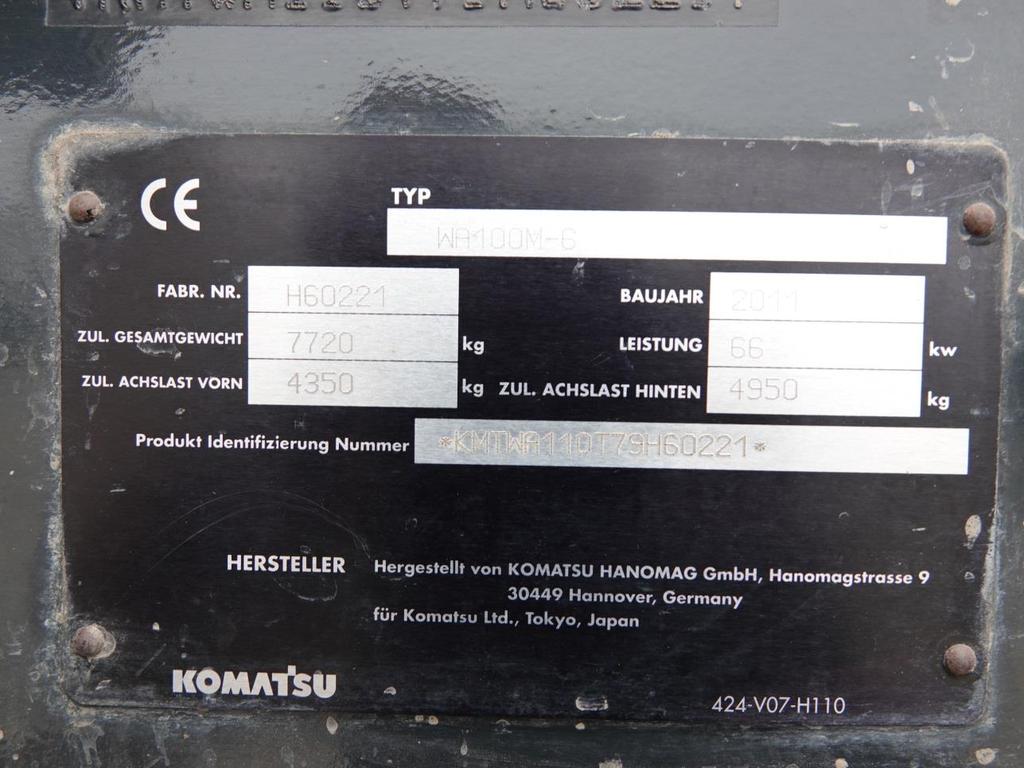 CE
TYP WA100M-6
FABR. NR. H60221 BAUJAHR 2011
ZUL. GESAMTGEWICHT 7720 kg LEISTUNG 66 kw
ZUL. ACHSLAST VORN 4350 kg ZUL. ACHSLAST HINTEN 4950 kg
Produkt Identifizierung Nummer *KMTWA110T79H60221*
HERSTELLER Hergestellt von KOMATSU HANOMAG GmbH, Hanomagstrasse 9
30449 Hannover, Germany
für Komatsu Ltd., Tokyo, Japan
KOMATSU
424-V07-H110